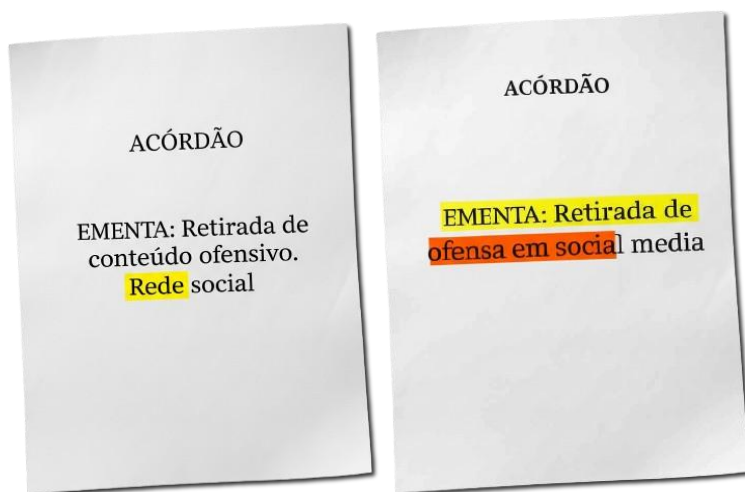 ACÓRDÃO
EMENTA: Retirada de
conteúdo ofensivo.
Rede social
ACÓRDÃO
EMENTA: Retirada de
ofensa em social media